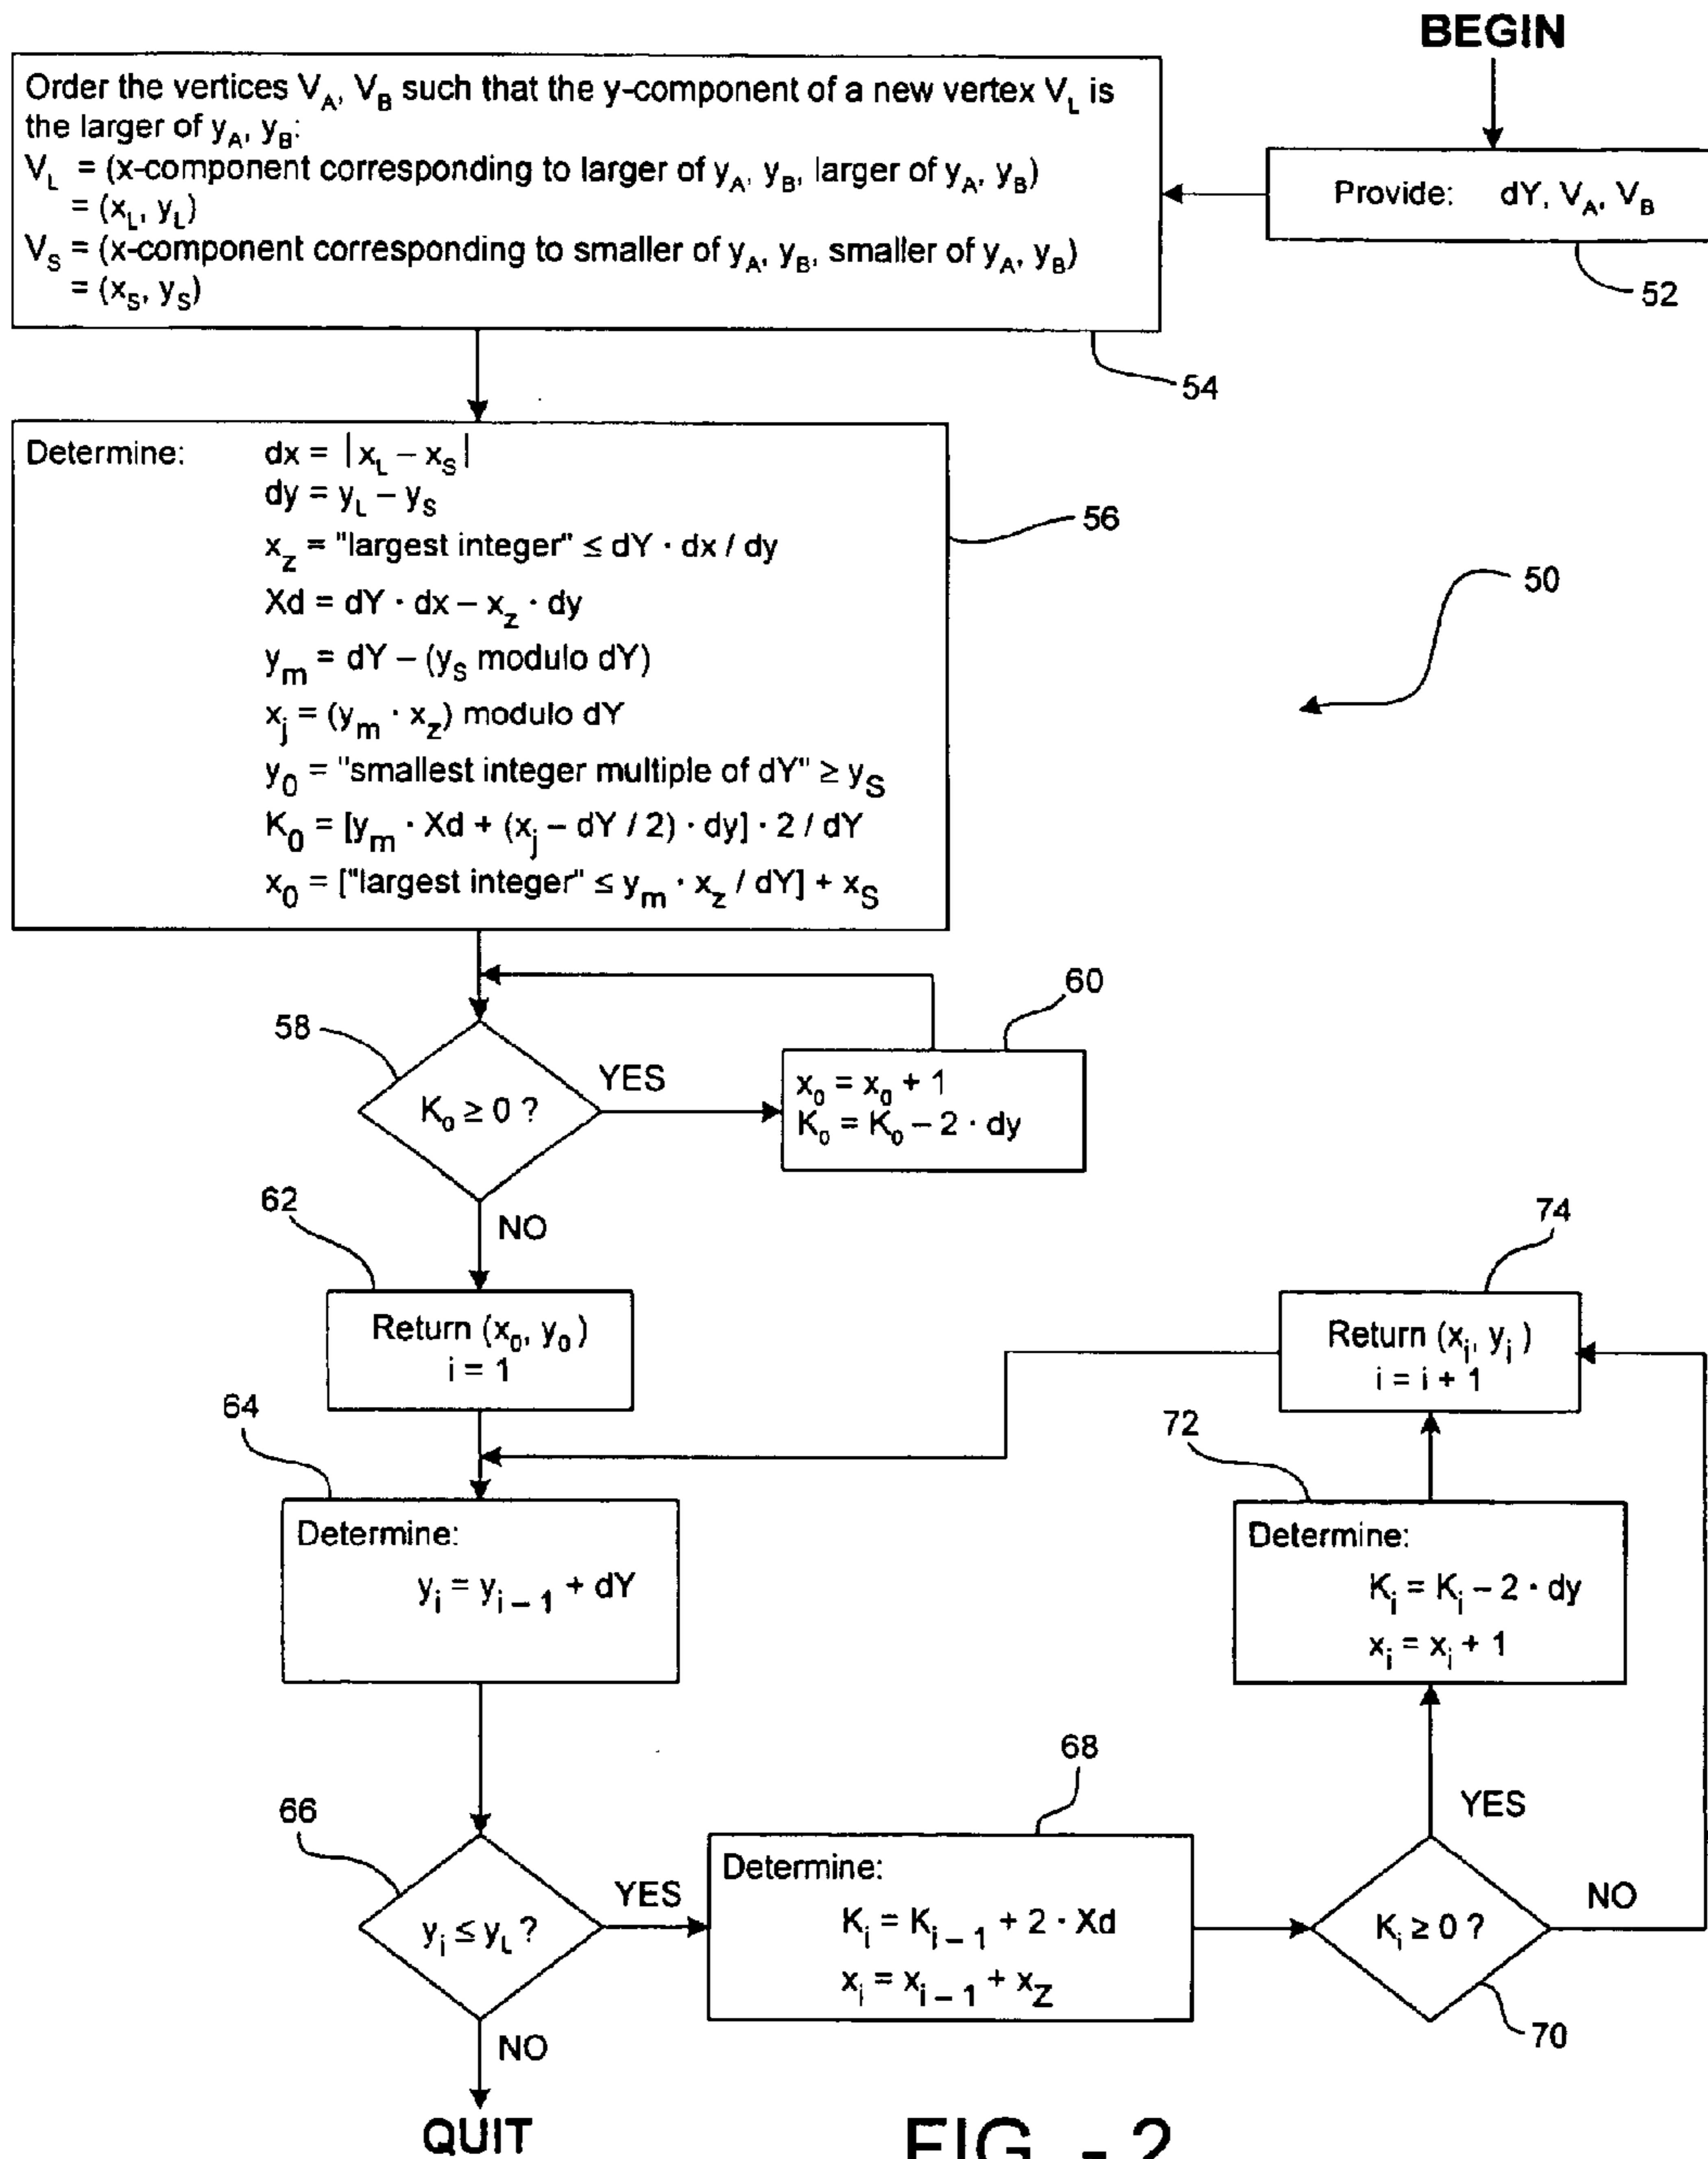 BEGIN
Provide: dY, V_A, V_B
52
Order the vertices V_A, V_B such that the y-component of a new vertex V_L is
the larger of y_A, y_B:
V_L = (x-component corresponding to larger of y_A, y_B, larger of y_A, y_B)
= (x_L, y_L)
V_S = (x-component corresponding to smaller of y_A, y_B, smaller of y_A, y_B)
= (x_S, y_S)
54
Determine: dx = |x_L – x_S|
dy = y_L – y_S
x_z = "largest integer" ≤ dY · dx / dy
Xd = dY · dx – x_z · dy
y_m = dY – (y_S modulo dY)
x_j = (y_m · x_z) modulo dY
y_0 = "smallest integer multiple of dY" ≥ y_S
K_0 = [y_m · Xd + (x_j – dY / 2) · dy] · 2 / dY
x_0 = ["largest integer" ≤ y_m · x_z / dY] + x_S
56
50
58
K_0 ≥ 0 ?
YES
60
x_0 = x_0 + 1
K_0 = K_0 – 2 · dy
NO
62
Return (x_0, y_0)
i = 1
64
Determine:
y_i = y_{i – 1} + dY
66
y_i ≤ y_L ?
YES
NO
QUIT
68
Determine:
K_i = K_{i – 1} + 2 · Xd
x_i = x_{i – 1} + x_Z
K_i ≥ 0 ?
70
YES
NO
72
Determine:
K_i = K_i – 2 · dy
x_i = x_i + 1
74
Return (x_i, y_i)
i = i + 1
FIG. - 2